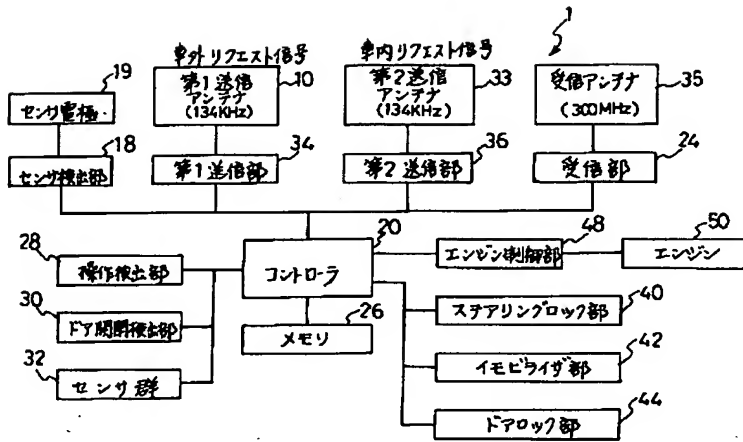 車外リクエスト信号
車内リクエスト信号
1
19
センサ電極
第1送信
アンテナ
(134KHz)
10
第2送信
アンテナ
(134KHz)
33
受信アンテナ
(300MHz)
35
18
センサ検出部
第1送信部
34
第2送信部
36
受信部
24
28
操作検出部
20
コントローラ
48
エンジン制御部
50
エンジン
30
ドア開閉検出部
26
メモリ
40
ステアリングロック部
32
センサ群
42
イモビライザ部
44
ドアロック部